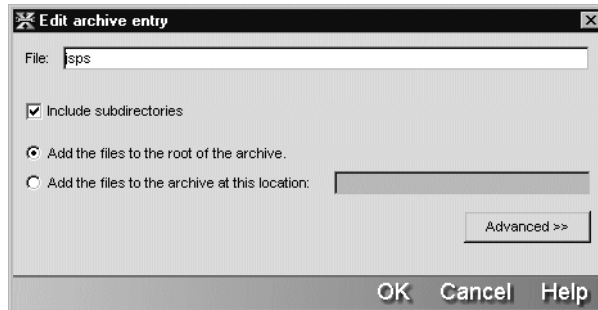 Edit archive entry
File: jsps
Include subdirectories
Add the files to the root of the archive.
Add the files to the archive at this location:
Advanced >>
OK Cancel Help